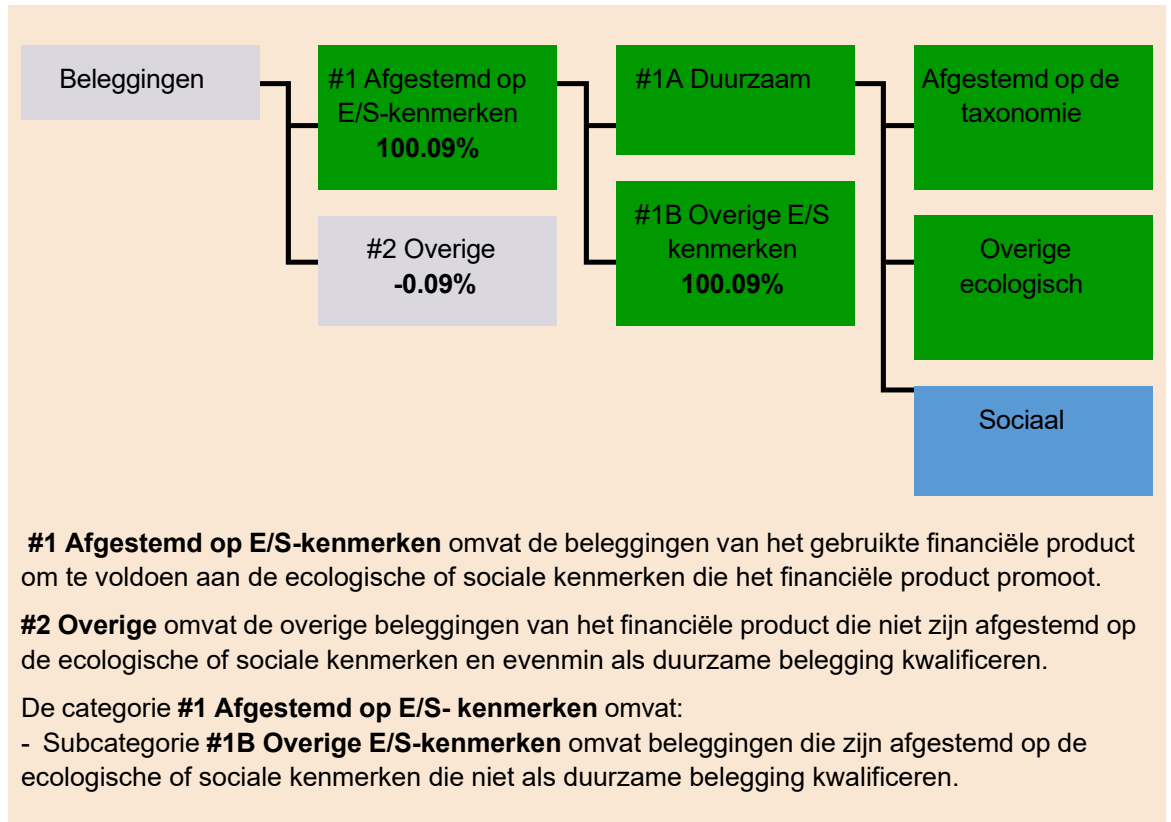 Beleggingen
#1 Afgestemd op
E/S-kenmerken
100.09%
#2 Overige
-0.09%
#1A Duurzaam
#1B Overige E/S
kenmerken
100.09%
Afgestemd op de
taxonomie
Overige
ecologisch
Sociaal
#1 Afgestemd op E/S-kenmerken omvat de beleggingen van het gebruikte financiële product
om te voldoen aan de ecologische of sociale kenmerken die het financiële product promoot.
#2 Overige omvat de overige beleggingen van het financiële product die niet zijn afgestemd op
de ecologische of sociale kenmerken en evenmin als duurzame belegging kwalificeren.
De categorie #1 Afgestemd op E/S- kenmerken omvat:
- Subcategorie #1B Overige E/S-kenmerken omvat beleggingen die zijn afgestemd op de
ecologische of sociale kenmerken die niet als duurzame belegging kwalificeren.